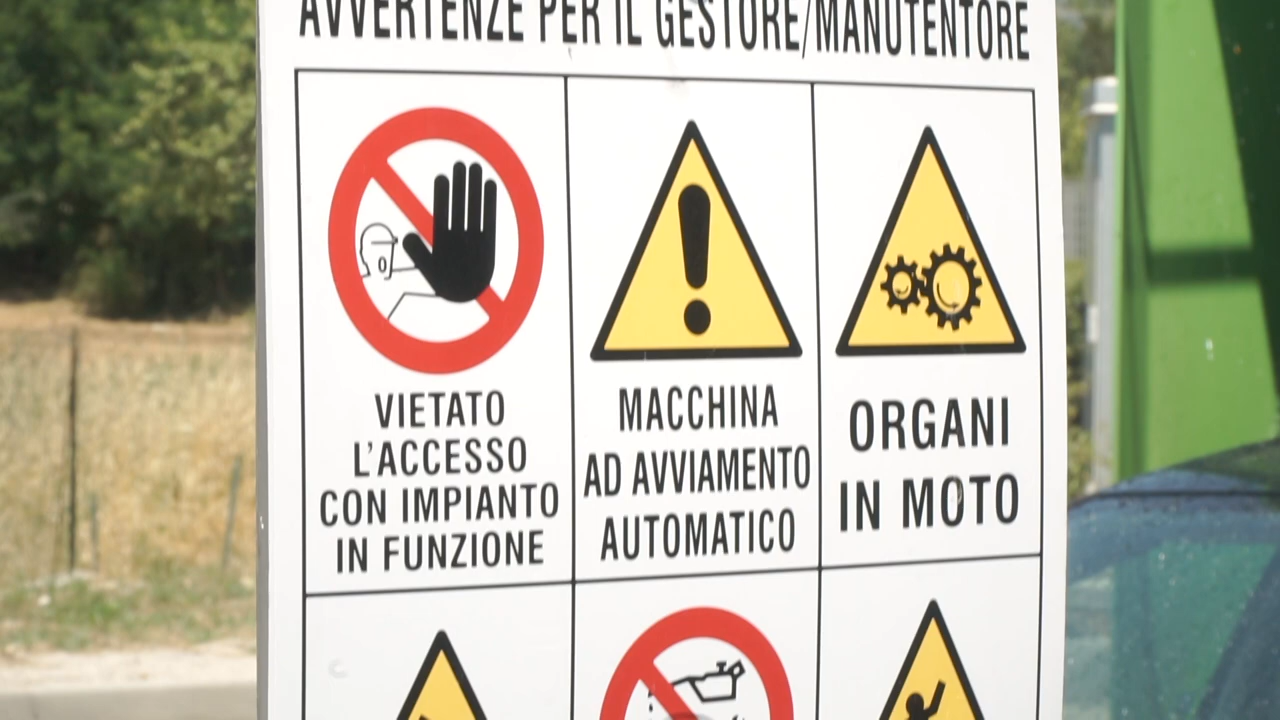 AVVERTENZE PER IL GESTORE/MANUTENTORE
VIETATO
L'ACCESSO
CON IMPIANTO
IN FUNZIONE
MACCHINA
AD AVVIAMENTO
AUTOMATICO
ORGANI
IN MOTO